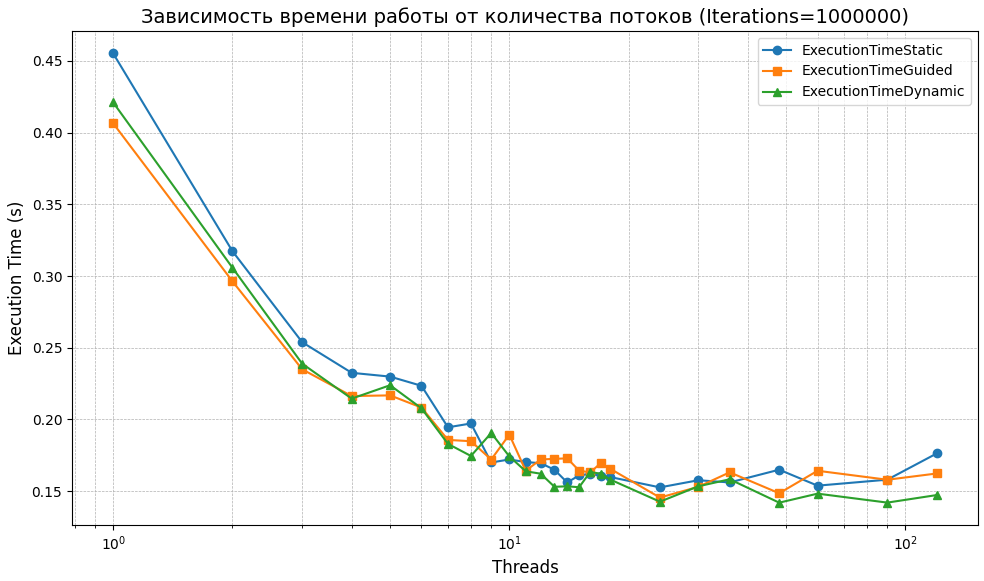 Зависимость времени работы от количества потоков (Iterations=1000000)
ExecutionTimeStatic
ExecutionTimeGuided
ExecutionTimeDynamic
Execution Time (s)
0.45
0.40
0.35
0.30
0.25
0.20
0.15
10⁰
10¹
10²
Threads